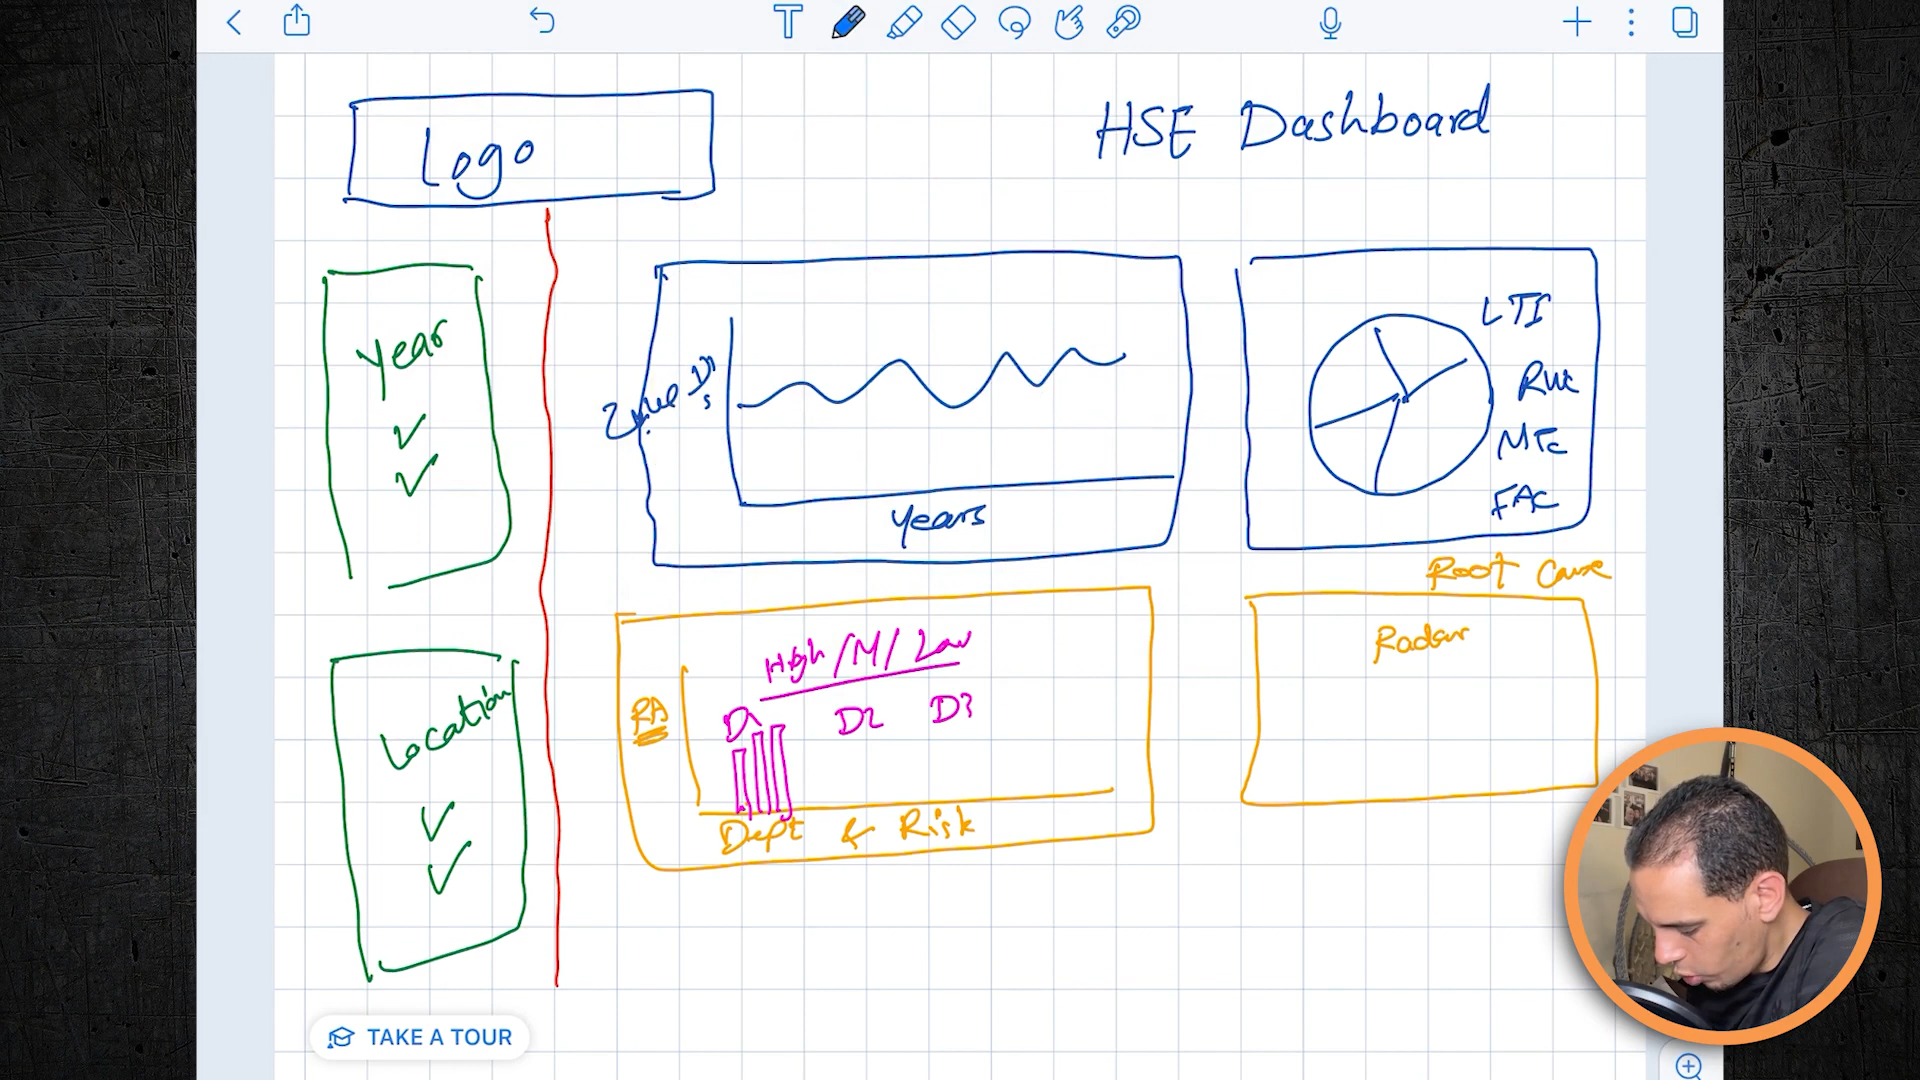 HSE Dashboard
Logo
Year
Years
LTI
RWC
MTC
FAC
Root Cause
Radar
Location
RA
High/M/Low
D1 D2 D3
Dept & Risk
TAKE A TOUR